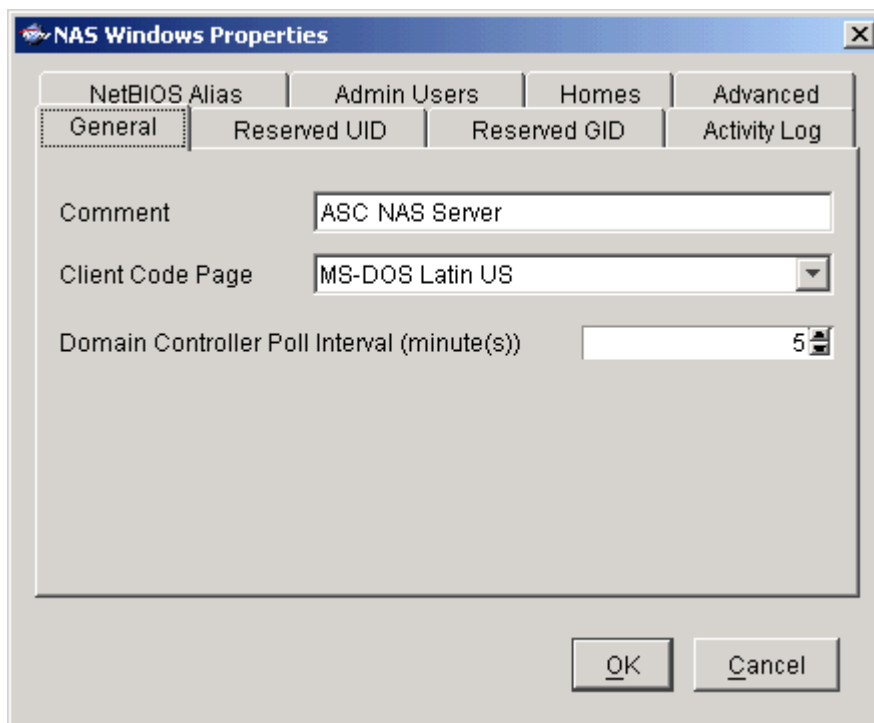 NAS Windows Properties
NetBIOS Alias Admin Users Homes Advanced
General Reserved UID Reserved GID Activity Log
Comment ASC NAS Server
Client Code Page MS-DOS Latin US
Domain Controller Poll Interval (minute(s)) 5
OK Cancel